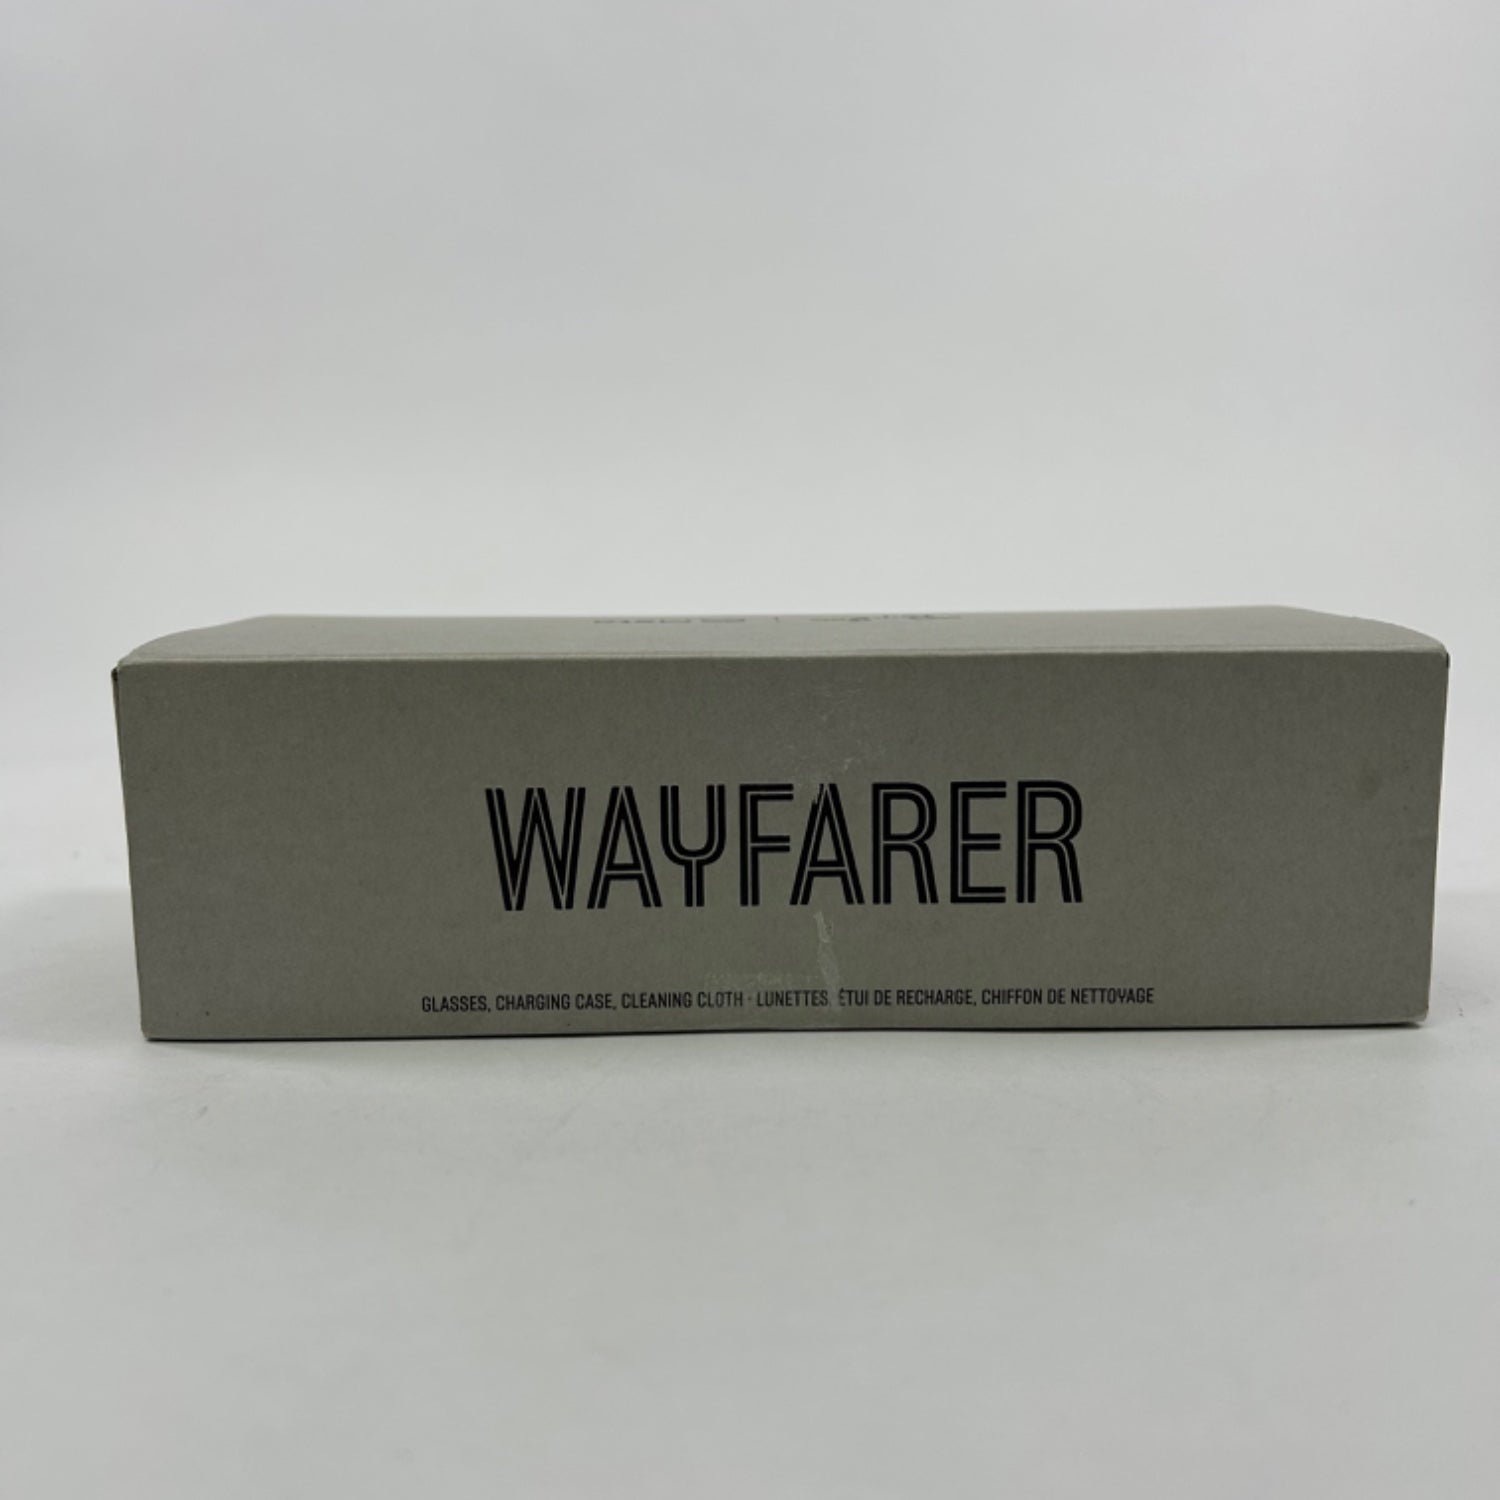 WAYFARER
GLASSES, CHARGING CASE, CLEANING CLOTH · LUNETTES, ÉTUI DE RECHARGE, CHIFFON DE NETTOYAGE